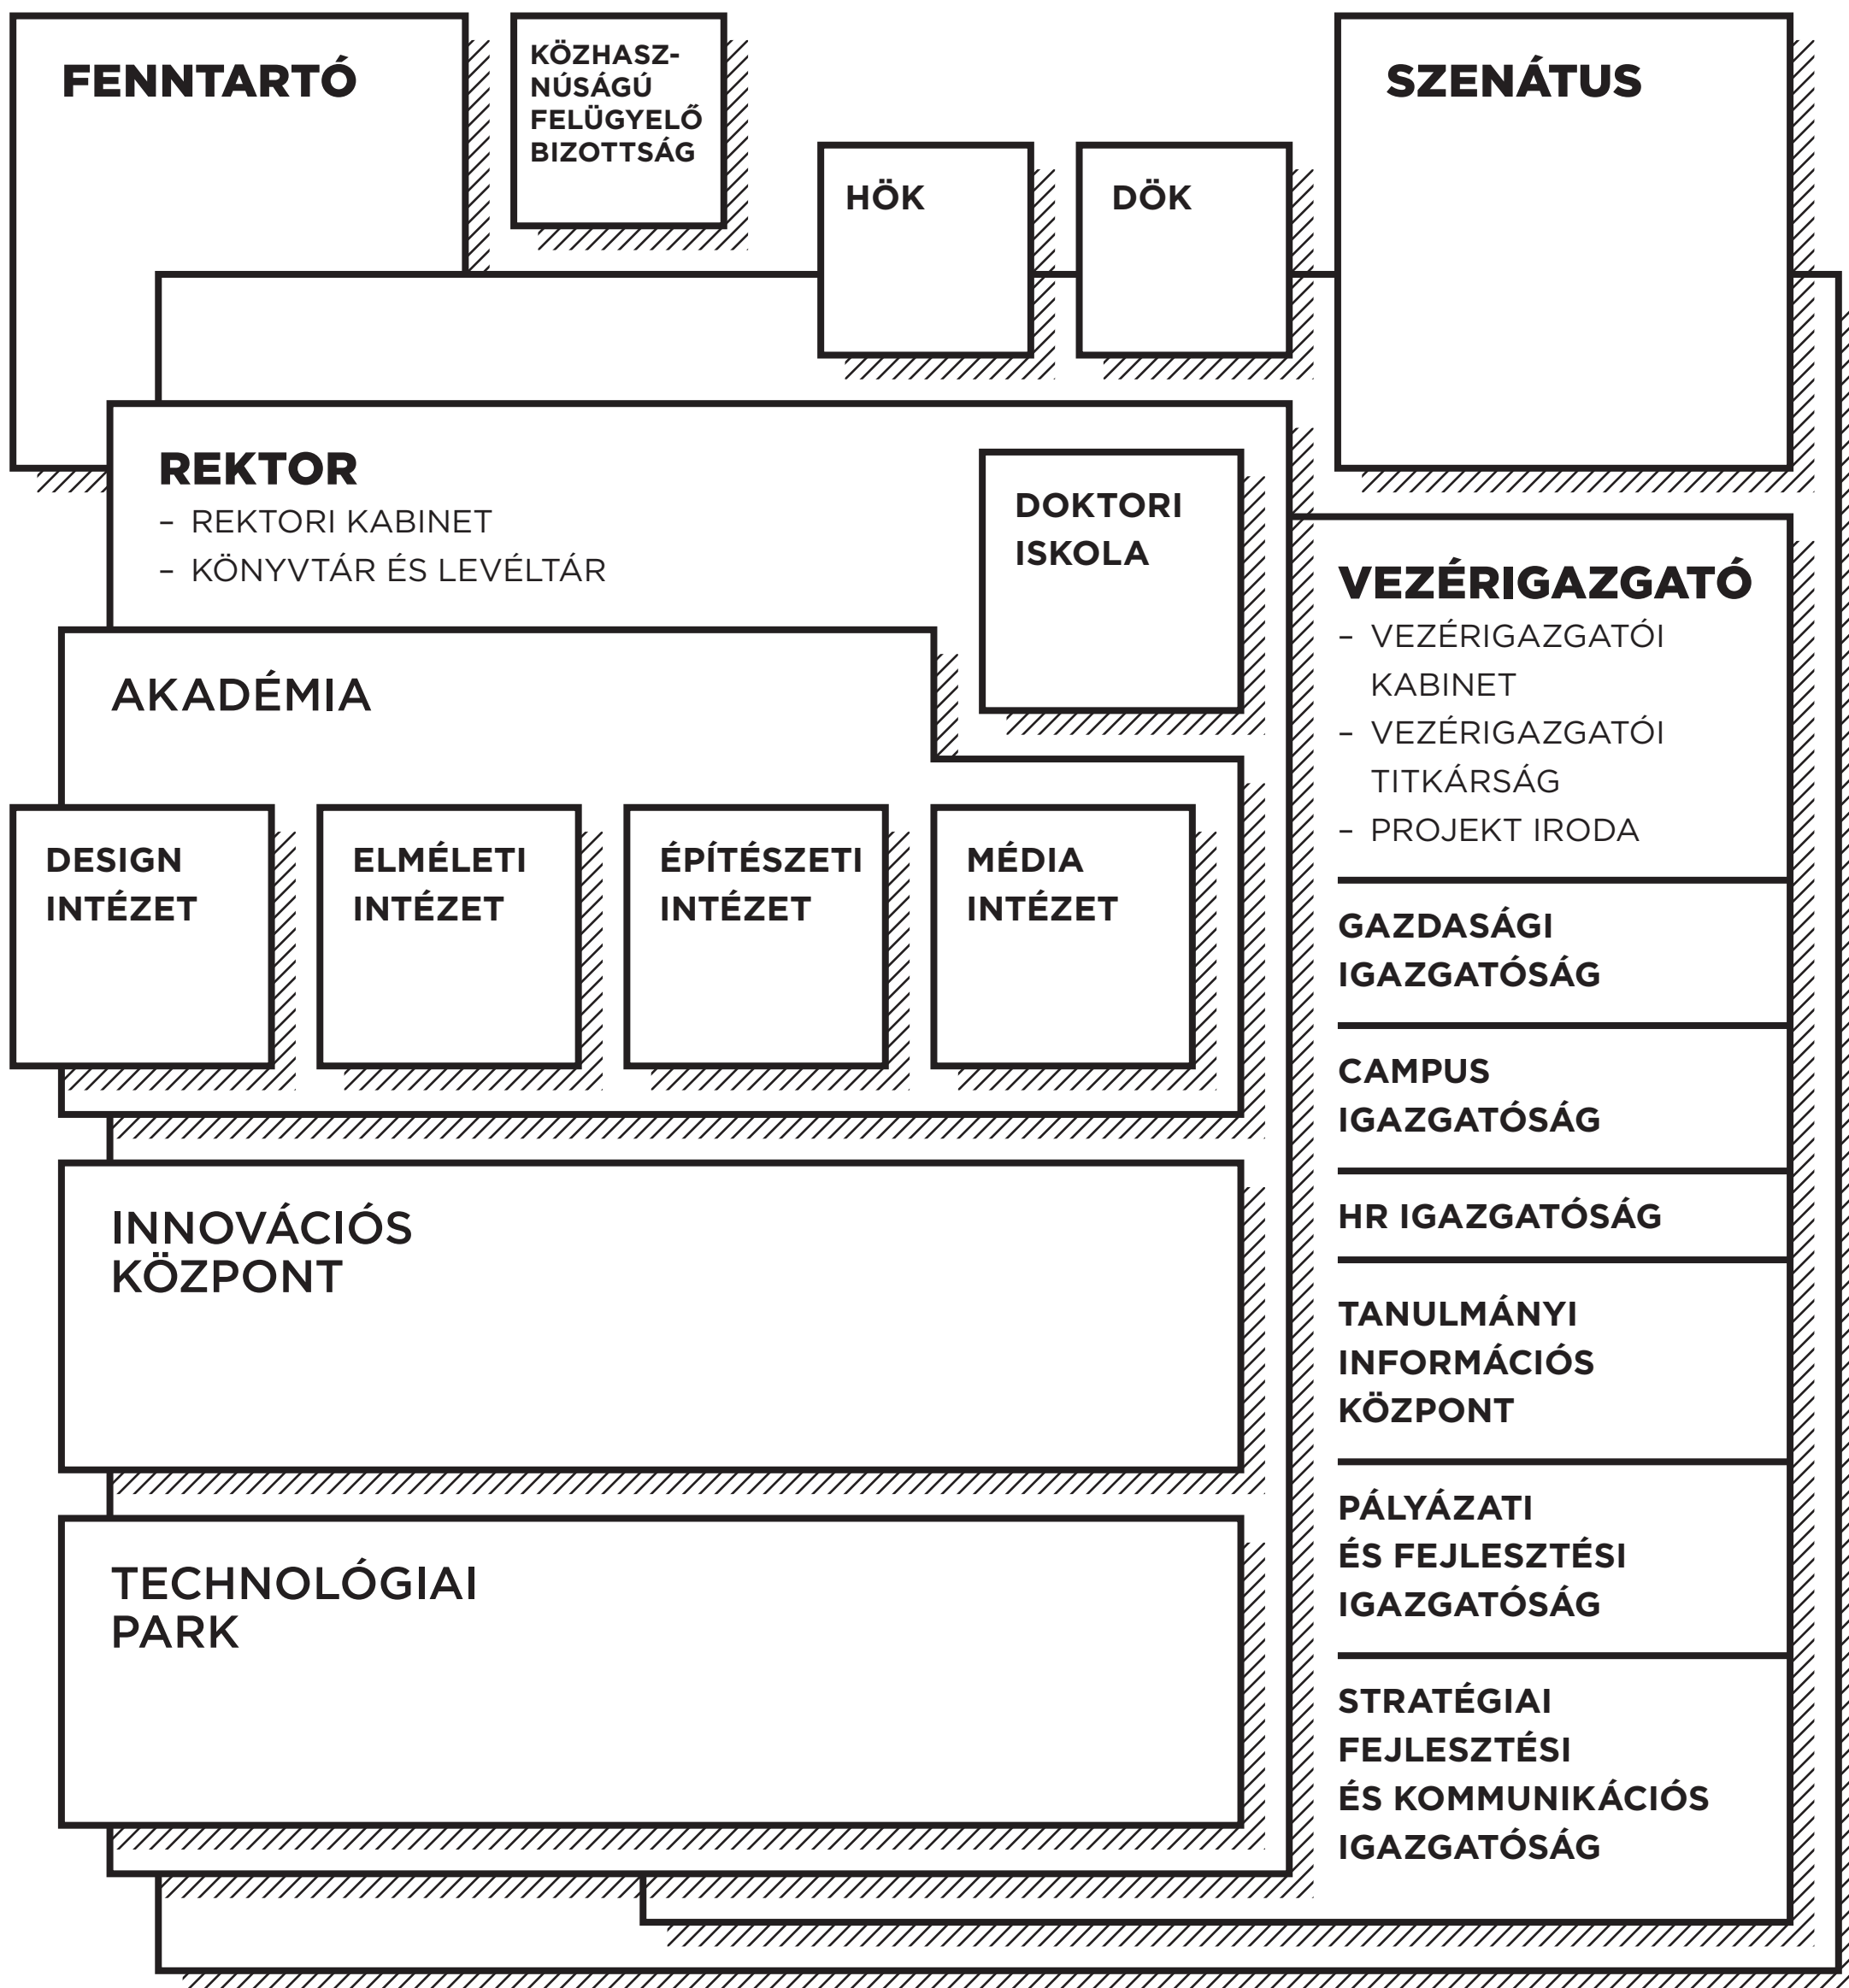 FENNTARTÓ
KÖZHASZ-
NÚSÁGÚ
FELÜGYELŐ
BIZOTTSÁG
HÖK
DÖK
SZENÁTUS
REKTOR
– REKTORI KABINET
– KÖNYVTÁR ÉS LEVÉLTÁR
DOKTORI
ISKOLA
AKADÉMIA
DESIGN
INTÉZET
ELMÉLETI
INTÉZET
ÉPÍTÉSZETI
INTÉZET
MÉDIA
INTÉZET
INNOVÁCIÓS
KÖZPONT
TECHNOLÓGIAI
PARK
VEZÉRIGAZGATÓ
– VEZÉRIGAZGATÓI
KABINET
– VEZÉRIGAZGATÓI
TITKÁRSÁG
– PROJEKT IRODA
GAZDASÁGI
IGAZGATÓSÁG
CAMPUS
IGAZGATÓSÁG
HR IGAZGATÓSÁG
TANULMÁNYI
INFORMÁCIÓS
KÖZPONT
PÁLYÁZATI
ÉS FEJLESZTÉSI
IGAZGATÓSÁG
STRATÉGIAI
FEJLESZTÉSI
ÉS KOMMUNIKÁCIÓS
IGAZGATÓSÁG